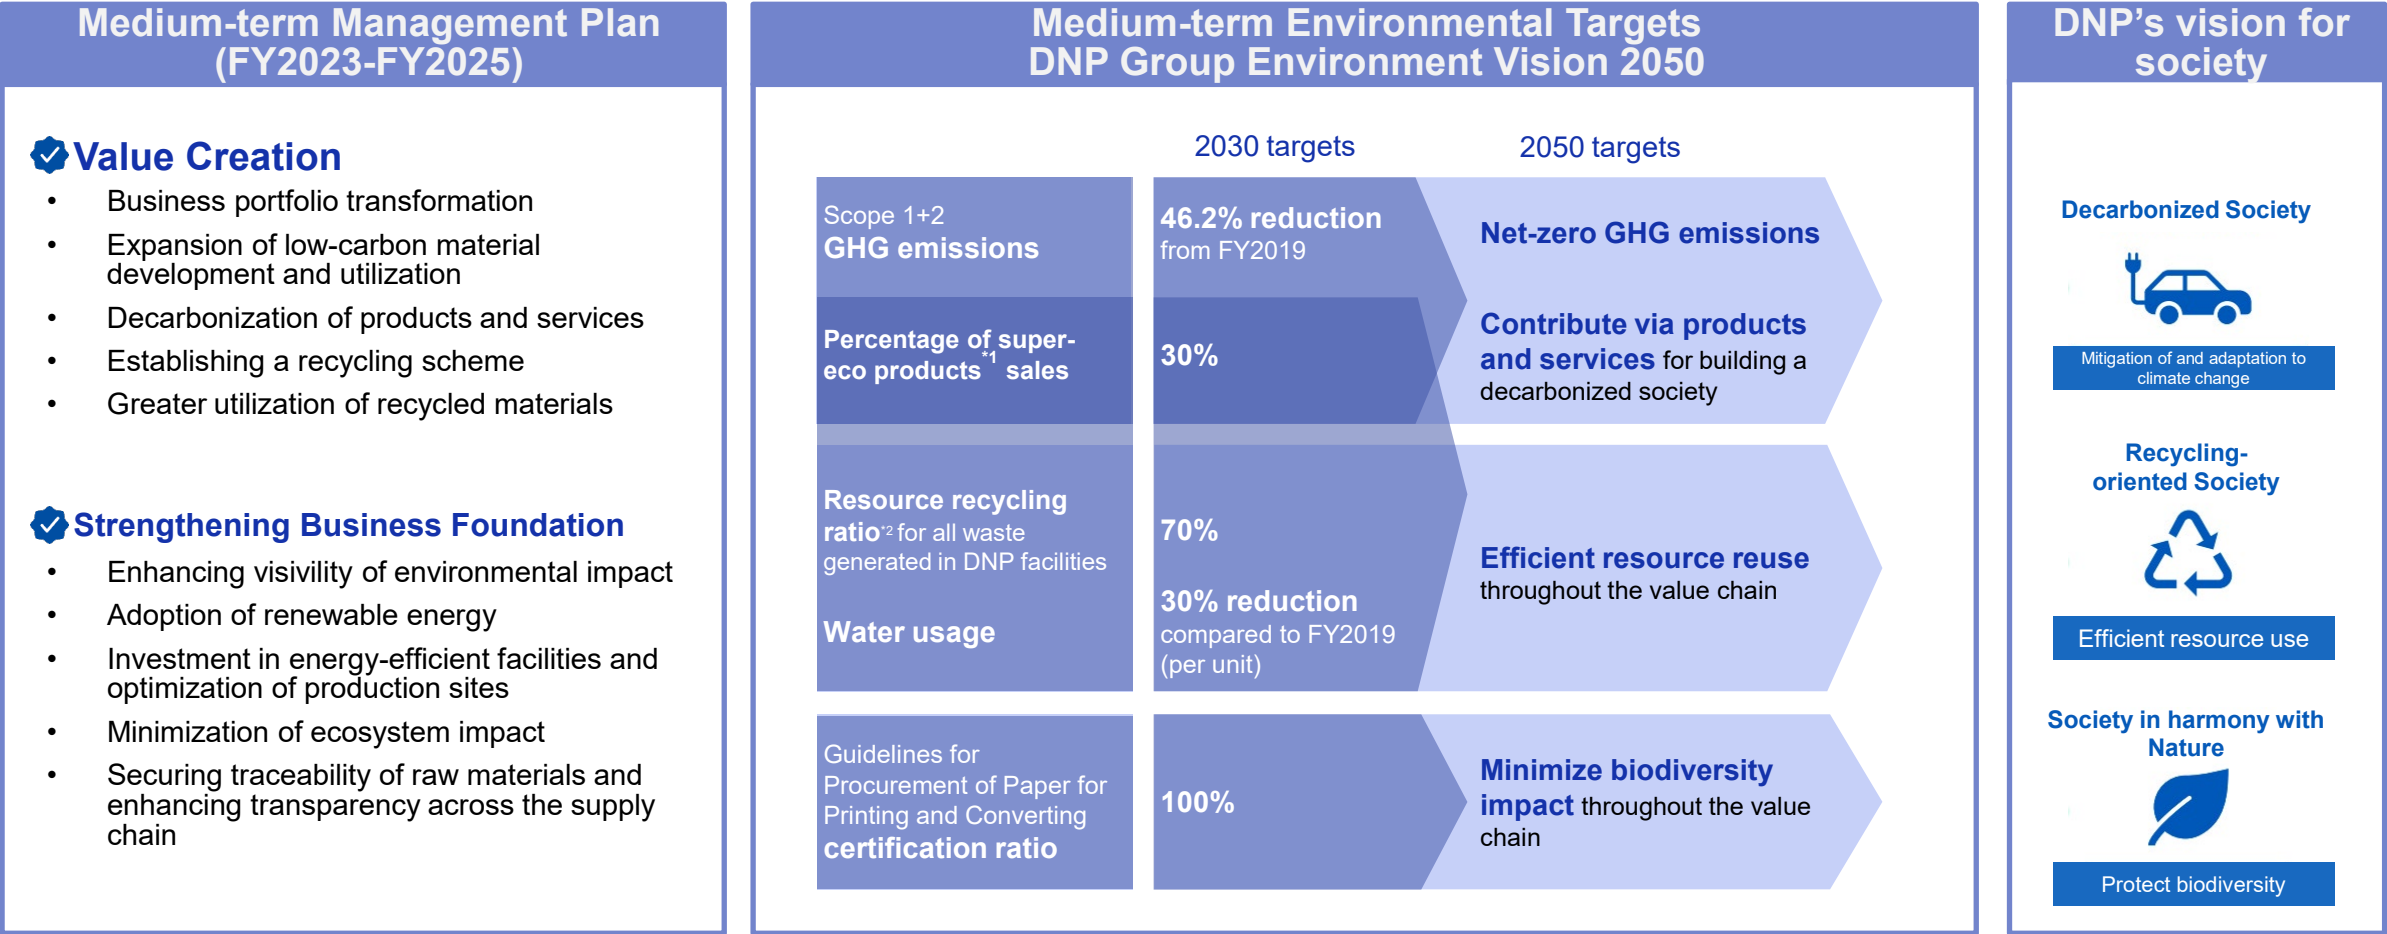 Medium-term Management Plan
(FY2023-FY2025)
Value Creation
• Business portfolio transformation
• Expansion of low-carbon material
development and utilization
• Decarbonization of products and services
• Establishing a recycling scheme
• Greater utilization of recycled materials
Strengthening Business Foundation
• Enhancing visivility of environmental impact
• Adoption of renewable energy
• Investment in energy-efficient facilities and
optimization of production sites
• Minimization of ecosystem impact
• Securing traceability of raw materials and
enhancing transparency across the supply
chain
Medium-term Environmental Targets
DNP Group Environment Vision 2050
2030 targets
2050 targets
Scope 1+2
GHG emissions
46.2% reduction
from FY2019
Net-zero GHG emissions
Percentage of super-
eco products*1 sales
30%
Contribute via products
and services for building a
decarbonized society
Resource recycling
ratio*2 for all waste
generated in DNP facilities
70%
Water usage
30% reduction
compared to FY2019
(per unit)
Efficient resource reuse
throughout the value chain
Guidelines for
Procurement of Paper for
Printing and Converting
certification ratio
100%
Minimize biodiversity
impact throughout the value
chain
DNP's vision for
society
Decarbonized Society
Mitigation of and adaptation to
climate change
Recycling-
oriented Society
Efficient resource use
Society in harmony with
Nature
Protect biodiversity